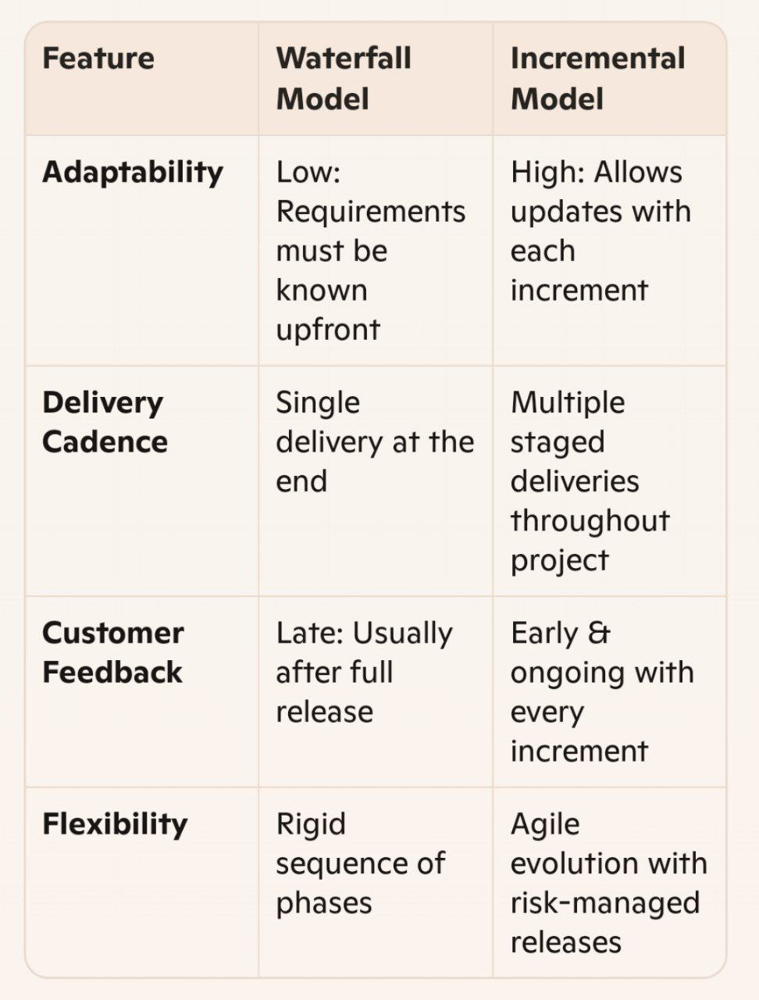 Feature
Waterfall
Model
Incremental
Model
Adaptability
Low:
Requirements
must be
known
upfront
High: Allows
updates with
each
increment
Delivery
Cadence
Single
delivery at the
end
Multiple
staged
deliveries
throughout
project
Customer
Feedback
Late: Usually
after full
release
Early &
ongoing with
every
increment
Flexibility
Rigid
sequence of
phases
Agile
evolution with
risk-managed
releases